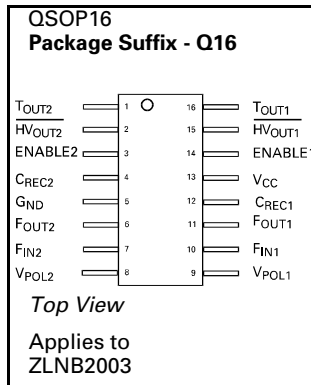 QSOP16
Package Suffix - Q16
TOUT2 1 16 TOUT1
HVOUT2 2 15 HVOUT1
ENABLE2 3 14 ENABLE1
CREC2 4 13 VCC
GND 5 12 CREC1
FOUT2 6 11 FOUT1
FIN2 7 10 FIN1
VPOL2 8 9 VPOL1
Top View
Applies to
ZLNB2003